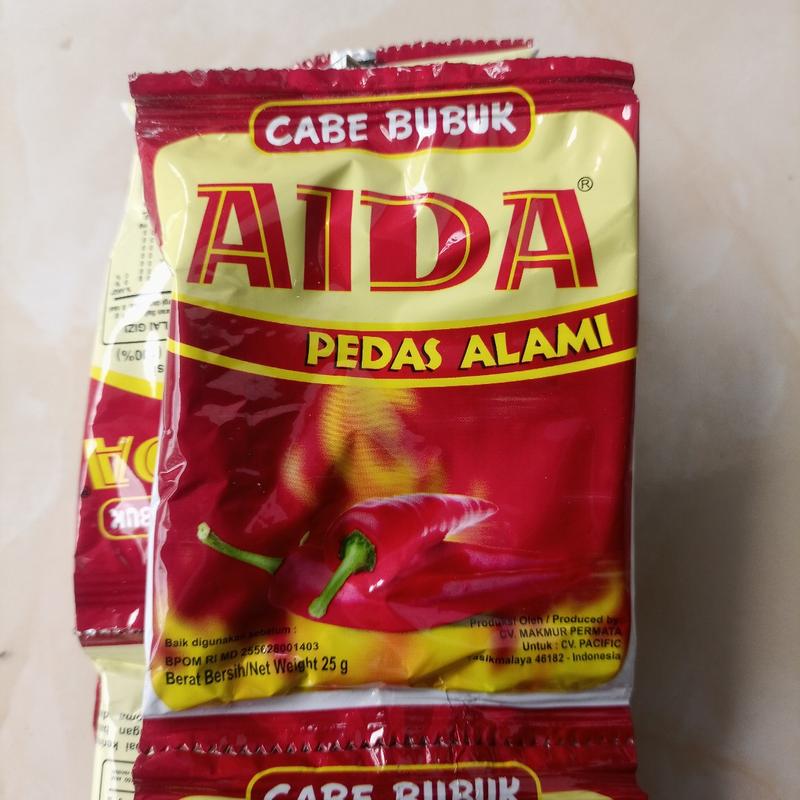 CABE BUBUK
AIDA®
PEDAS ALAMI
Baik digunakan sebelum :
BPOM RI MD 255628001403
Berat Bersih/Net Weight 25 g
Produksi Oleh / Produced by:
CV. MAKMUR PERMATA
Untuk : CV. PACIFIC
Tasikmalaya 46182 - Indonesia
CABE BUBUK